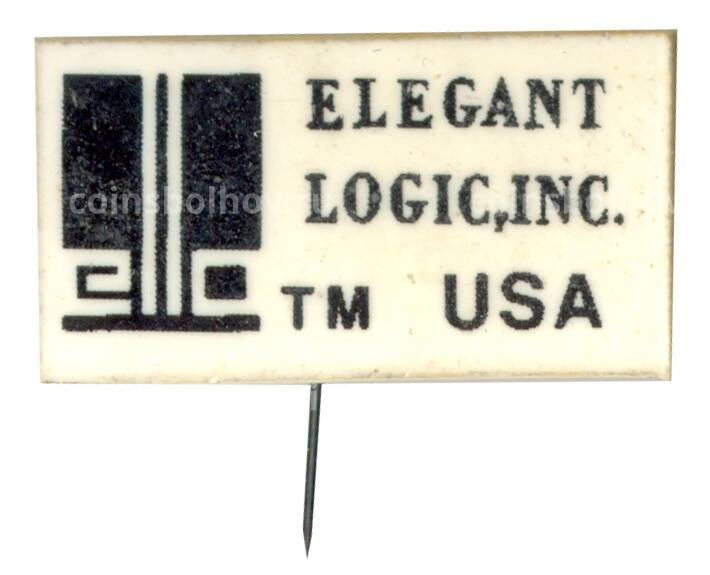 ELEGANT
LOGIC, INC.
TM USA